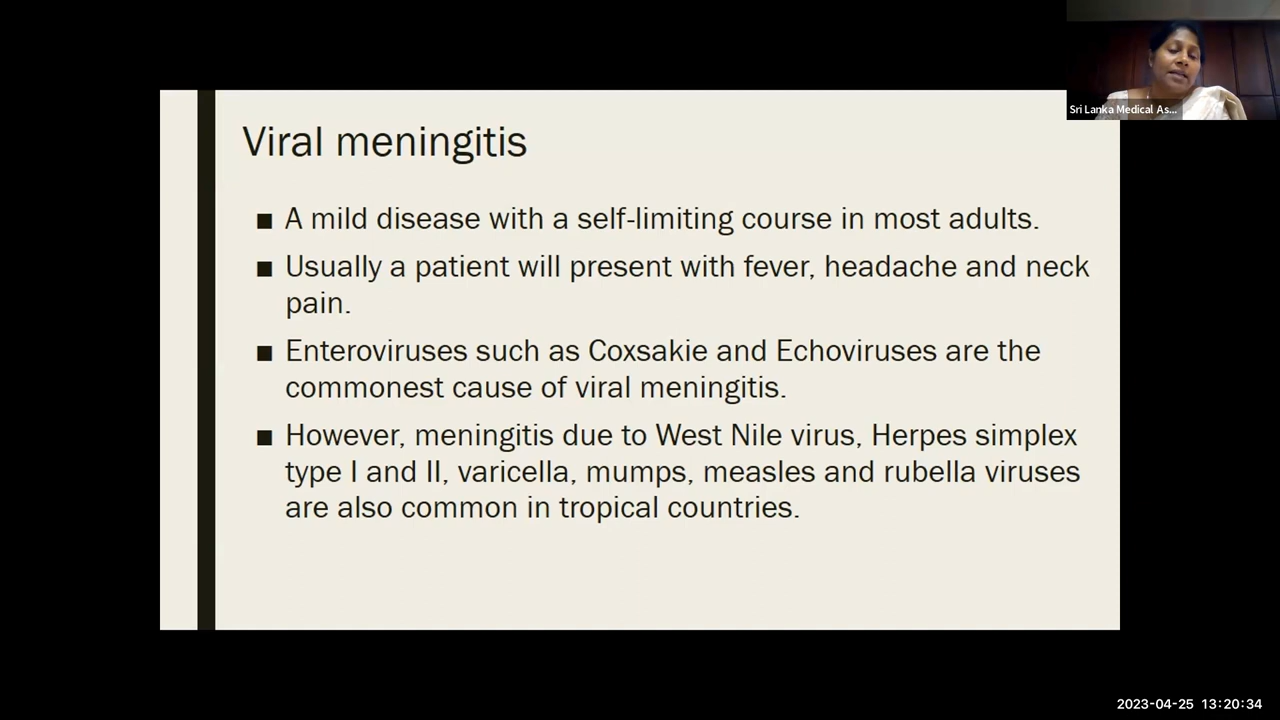 Sri Lanka Medical As...
Viral meningitis
■ A mild disease with a self-limiting course in most adults.
■ Usually a patient will present with fever, headache and neck
pain.
■ Enteroviruses such as Coxsakie and Echoviruses are the
commonest cause of viral meningitis.
■ However, meningitis due to West Nile virus, Herpes simplex
type I and II, varicella, mumps, measles and rubella viruses
are also common in tropical countries.
2023-04-25 13:20:34